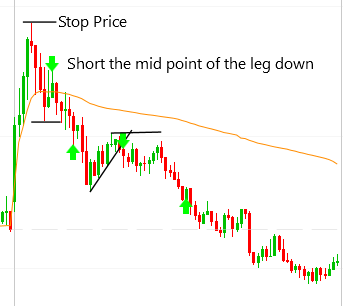 Stop Price
Short the mid point of the leg down